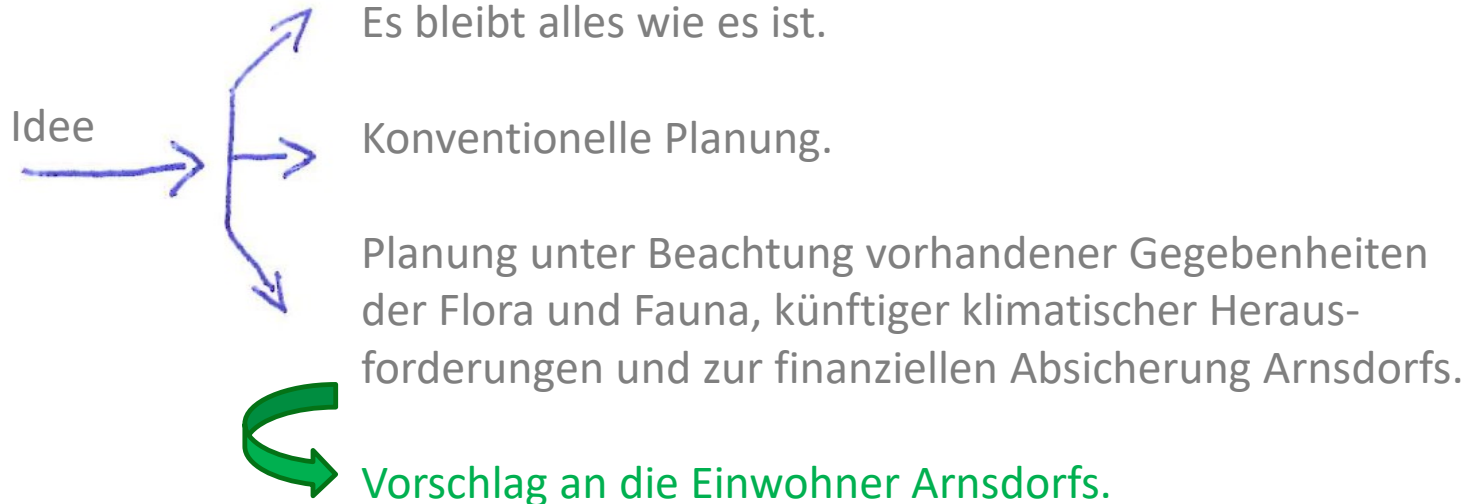 Es bleibt alles wie es ist.
Idee
Konventionelle Planung.
Planung unter Beachtung vorhandener Gegebenheiten
der Flora und Fauna, künftiger klimatischer Heraus-
forderungen und zur finanziellen Absicherung Arnsdorfs.
Vorschlag an die Einwohner Arnsdorfs.